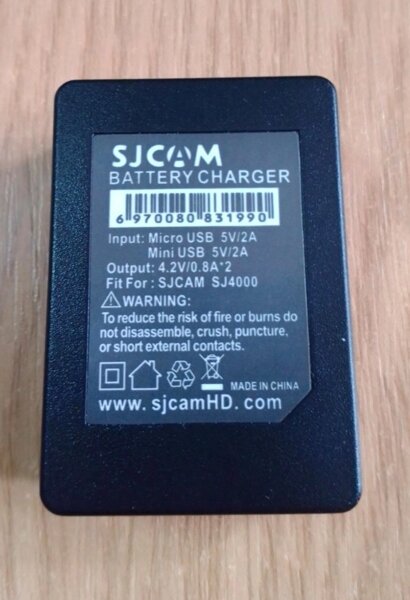 SJCAM
BATTERY CHARGER
6 970080 831990
Input: Micro USB 5V/2A
Mini USB 5V/2A
Output: 4.2V/0.8A*2
Fit For : SJCAM SJ4000
WARNING:
To reduce the risk of fire or burns do
not disassemble, crush, puncture,
or short external contacts.
MADE IN CHINA
www. sjcamHD. com